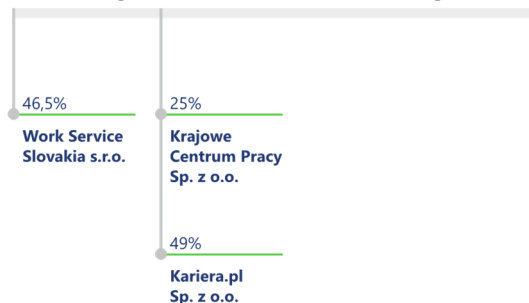 46,5%
Work Service
Slovakia s.r.o.
25%
Krajowe
Centrum Pracy
Sp. z o.o.
49%
Kariera.pl
Sp. z o.o.